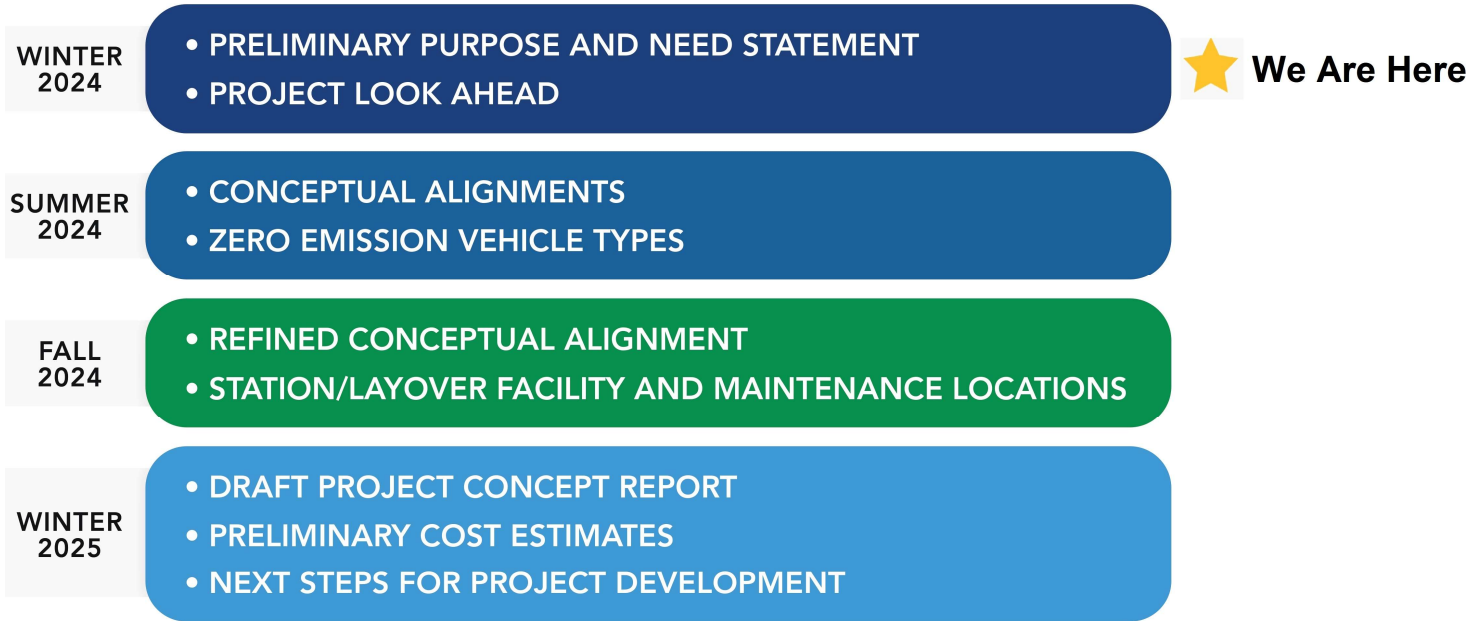 WINTER
2024
• PRELIMINARY PURPOSE AND NEED STATEMENT
• PROJECT LOOK AHEAD
We Are Here
SUMMER
2024
• CONCEPTUAL ALIGNMENTS
• ZERO EMISSION VEHICLE TYPES
FALL
2024
• REFINED CONCEPTUAL ALIGNMENT
• STATION/LAYOVER FACILITY AND MAINTENANCE LOCATIONS
WINTER
2025
• DRAFT PROJECT CONCEPT REPORT
• PRELIMINARY COST ESTIMATES
• NEXT STEPS FOR PROJECT DEVELOPMENT